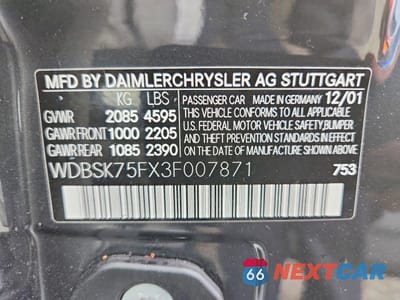 MFD BY DAIMLERCHRYSLER AG STUTTGART
KG LBS PASSENGER CAR MADE IN GERMANY 12/01
GVWR 2085 4595 THIS VEHICLE CONFORMS TO ALL APPLICABLE
GAWR FRONT 1000 2205 U.S. FEDERAL MOTOR VEHICLE SAFETY BUMPER
GAWR REAR 1085 2390 AND THEFT PREVENTION STANDARDS IN EFFECT
ON THE DATE OF MANUFACTURE SHOWN ABOVE
WDBSK75FX3F007871 753
66 NEXTCAR